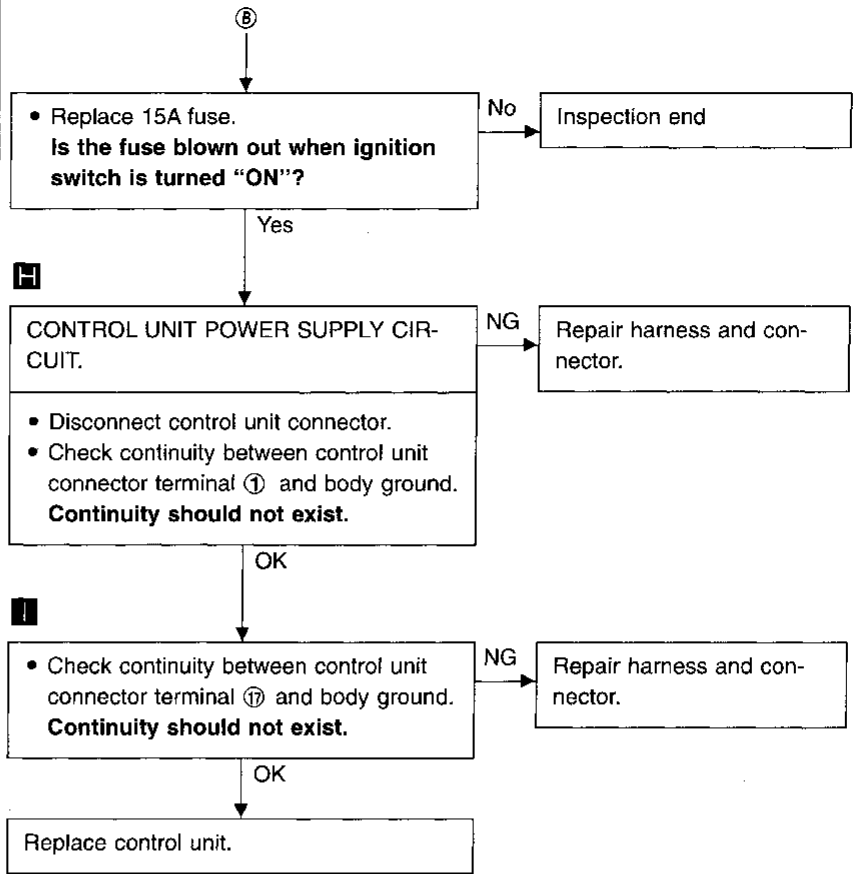 Ⓑ
• Replace 15A fuse.
Is the fuse blown out when ignition
switch is turned “ON”?
No
Inspection end
Yes
H
CONTROL UNIT POWER SUPPLY CIR-
CUIT.
NG
Repair harness and con-
nector.
• Disconnect control unit connector.
• Check continuity between control unit
connector terminal ① and body ground.
Continuity should not exist.
OK
I
• Check continuity between control unit
connector terminal ⑰ and body ground.
Continuity should not exist.
NG
Repair harness and con-
nector.
OK
Replace control unit.